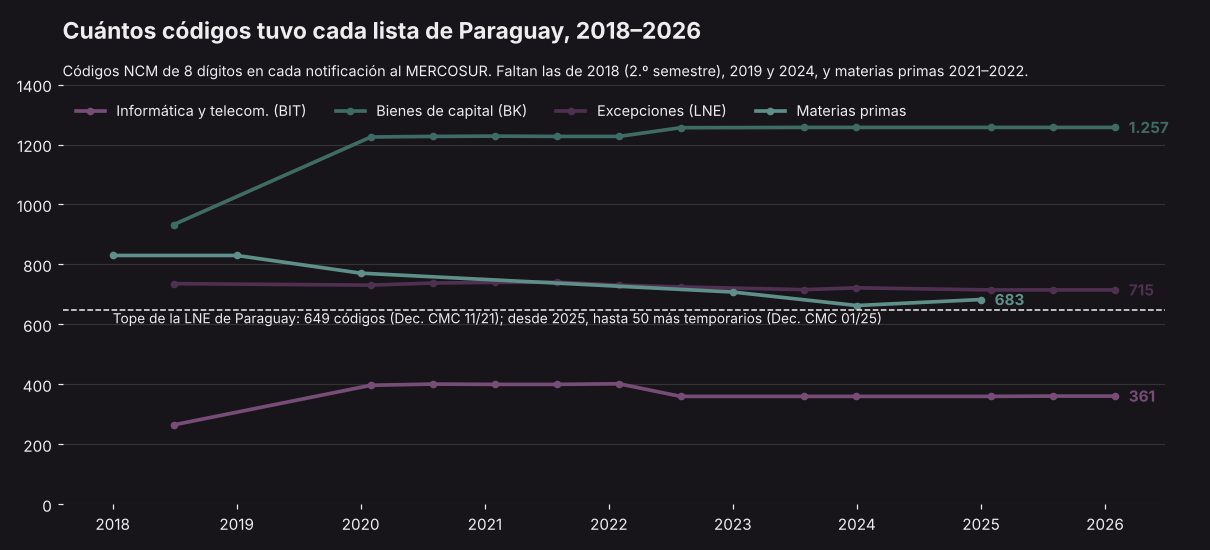 Cuántos códigos tuvo cada lista de Paraguay, 2018–2026
Códigos NCM de 8 dígitos en cada notificación al MERCOSUR. Faltan las de 2018 (2.º semestre), 2019 y 2024, y materias primas 2021–2022.
1400
Informática y telecom. (BIT) Bienes de capital (BK) Excepciones (LNE) Materias primas
1.257
1200
1000
800
715
683
Tope de la LNE de Paraguay: 649 códigos (Dec. CMC 11/21); desde 2025, hasta 50 más temporarios (Dec. CMC 01/25)
600
400
361
200
0
2018 2019 2020 2021 2022 2023 2024 2025 2026